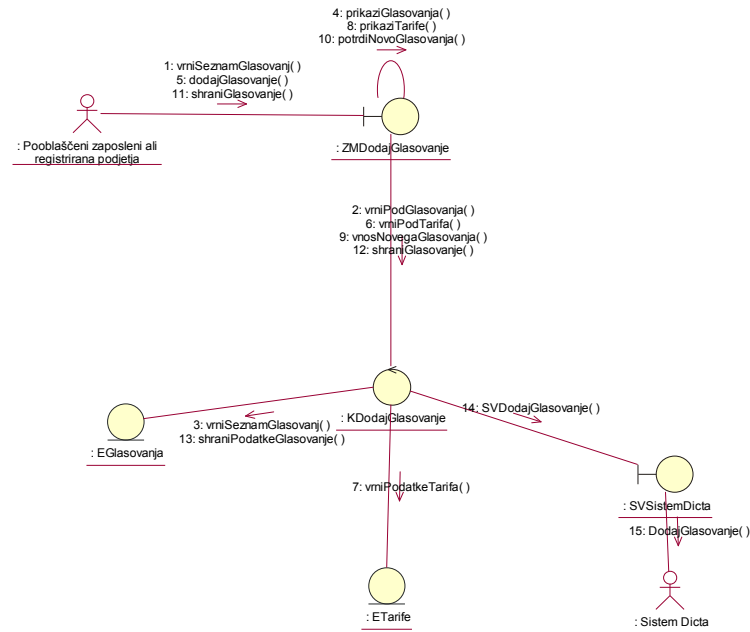 4: prikaziGlasovanja( )
8: prikaziTarife( )
10: potrdiNovoGlasovanja( )
1: vrniSeznamGlasovanj( )
5: dodajGlasovanje( )
11: shraniGlasovanje( )
: Pooblaščeni zaposleni ali
registrirana podjetja
: ZMDodajGlasovanje
2: vrniPodGlasovanja( )
6: vrniPodTarifa( )
9: vnosNovegaGlasovanja( )
12: shraniGlasovanje( )
: KDodajGlasovanje
14: SVDodajGlasovanje( )
3: vrniSeznamGlasovanj( )
13: shraniPodatkeGlasovanje( )
: EGlasovanja
7: vrniPodatkeTarifa( )
: SVSistemDicta
15: DodajGlasovanje( )
: ETarife
: Sistem Dicta